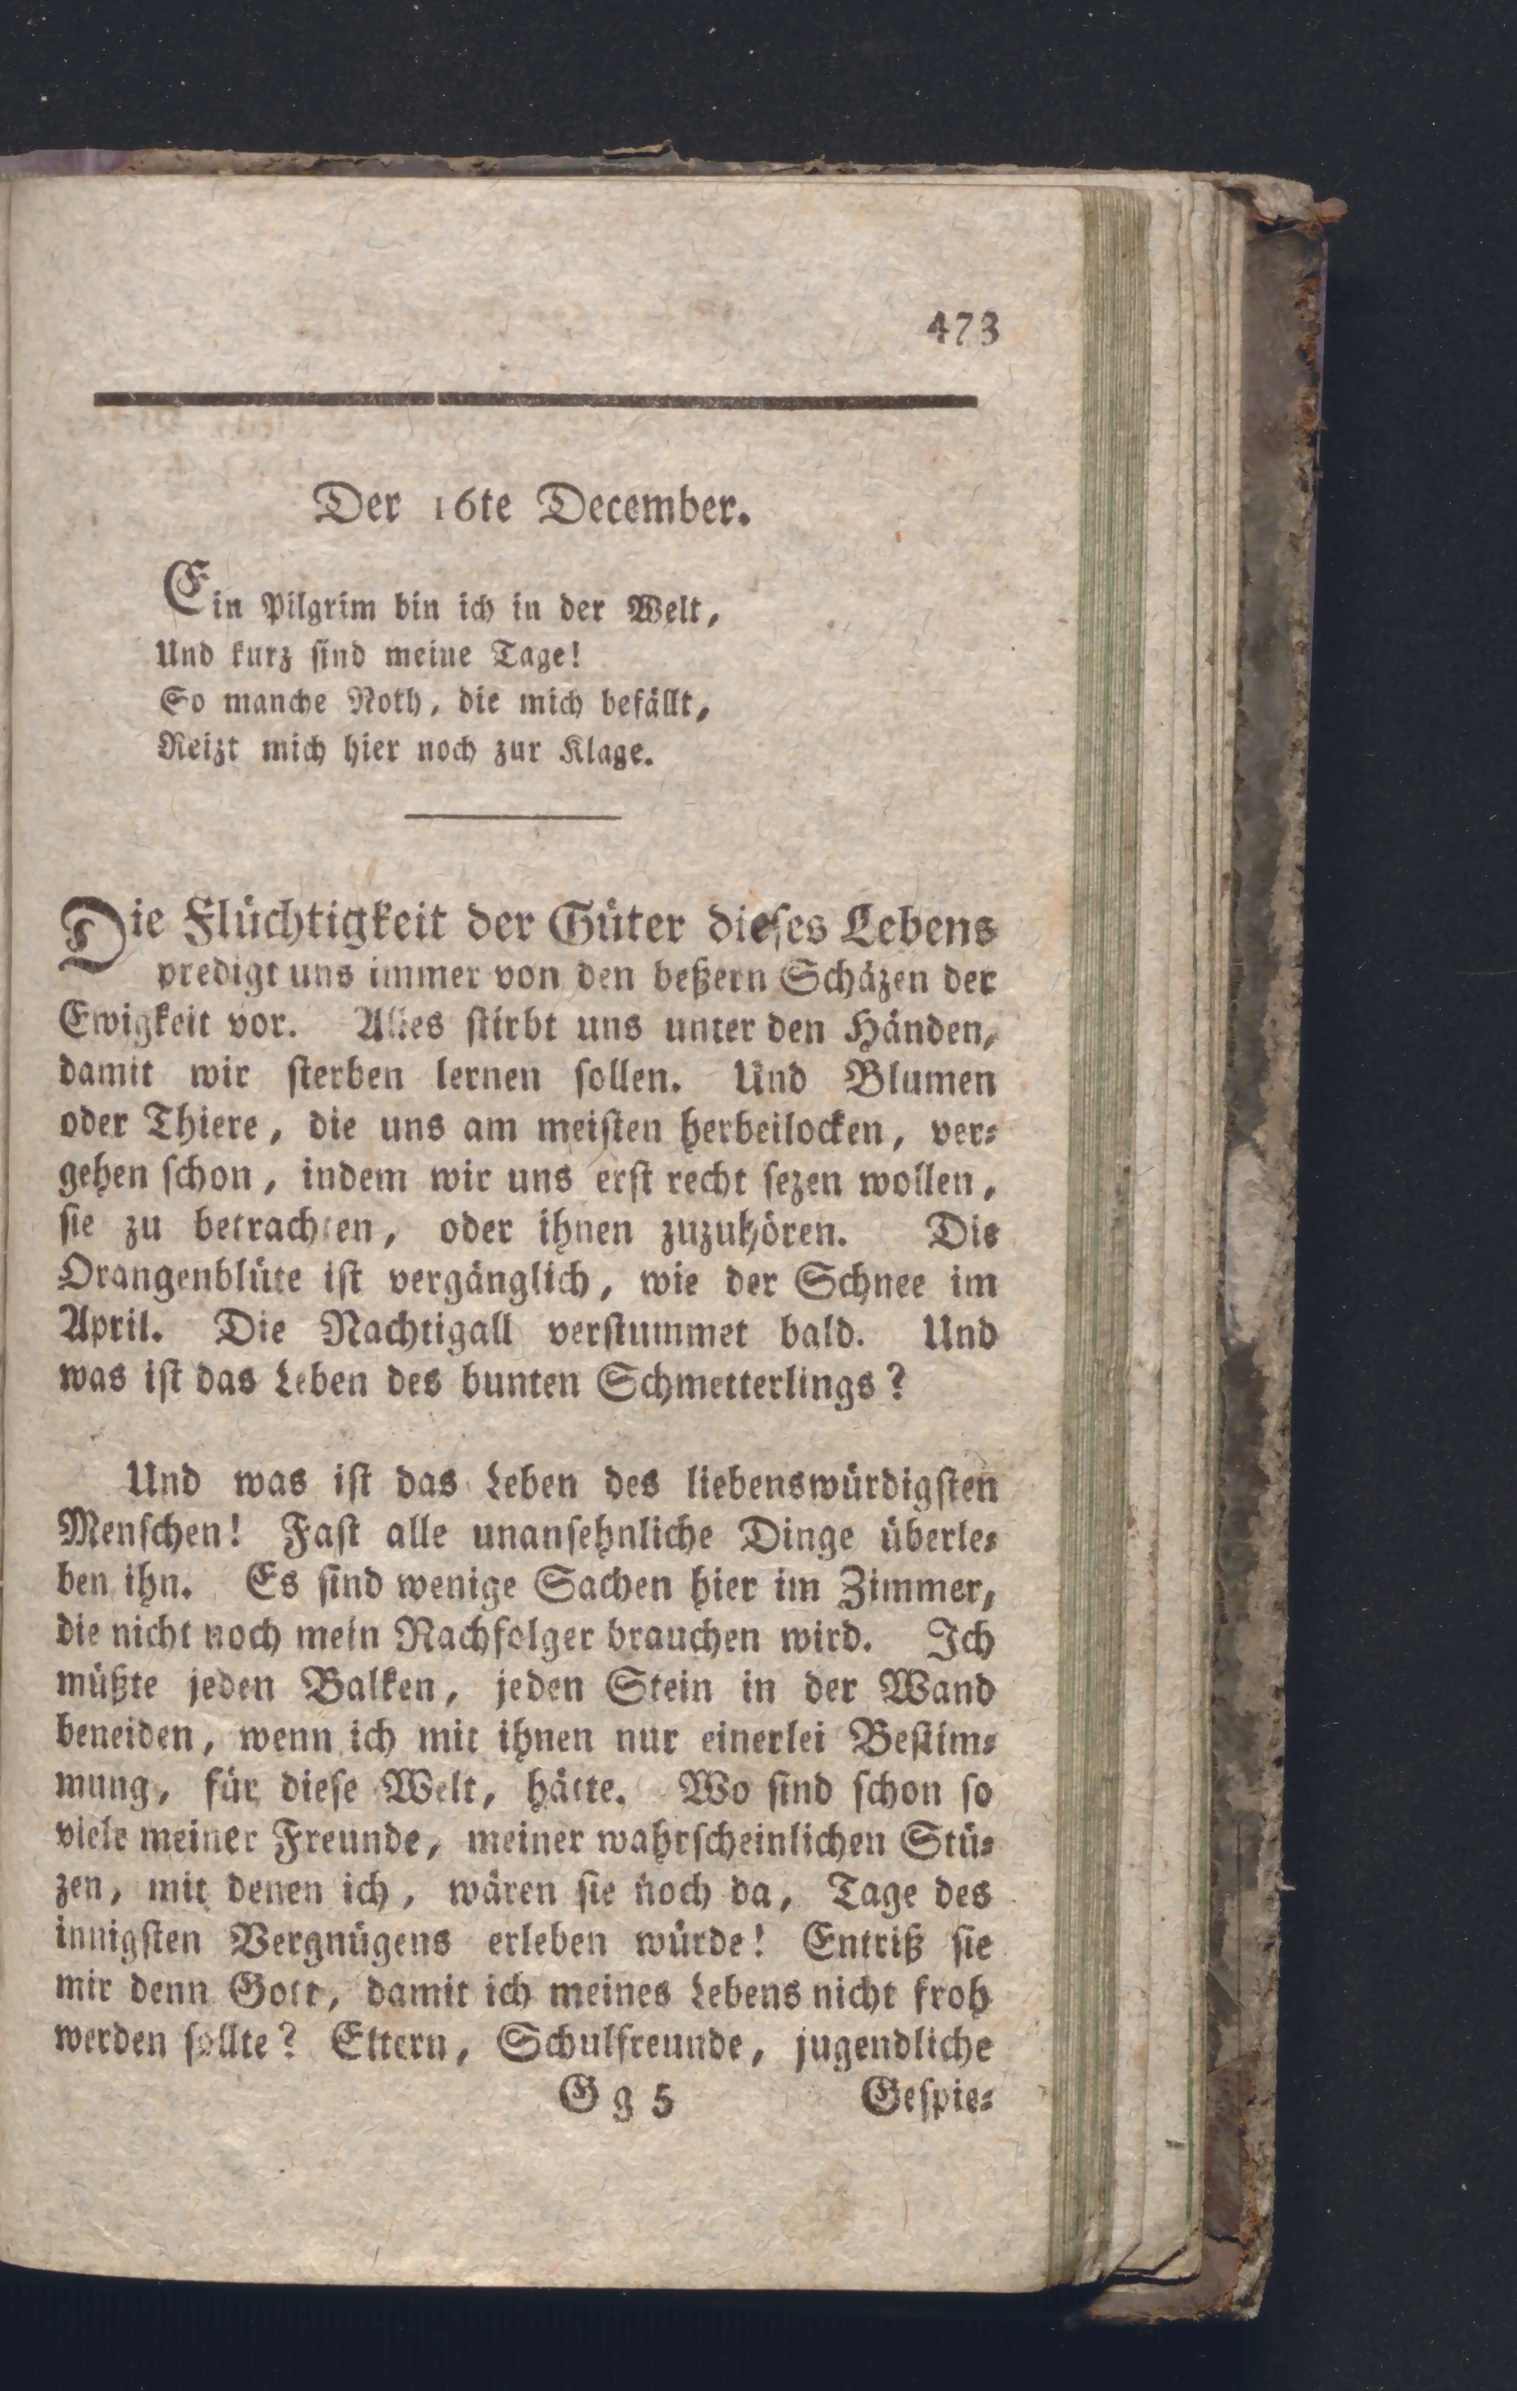 473
Der 16te December.
Ein Pilgrim bin ich in der Welt,
Und kurz ſind meine Tage!
So manche Noth, die mich befällt,
Reizt mich hier noch zur Klage.
Die Flüchtigkeit der Güter dieſes Lebens
predigt uns immer von den beßern Schäzen der
Ewigkeit vor. Alles ſtirbt uns unter den Händen,
damit wir ſterben lernen ſollen. Und Blumen
oder Thiere, die uns am meiſten herbeilocken, ver⸗
gehen ſchon, indem wir uns erſt recht ſezen wollen,
ſie zu betrachten, oder ihnen zuzuhören. Die
Orangenblüte iſt vergänglich, wie der Schnee im
April. Die Nachtigall verſtummet bald. Und
was iſt das Leben des bunten Schmetterlings?
Und was iſt das Leben des liebenswürdigſten
Menſchen! Faſt alle unanſehnliche Dinge überle⸗
ben ihn. Es ſind wenige Sachen hier im Zimmer,
die nicht noch mein Nachfolger brauchen wird. Ich
müßte jeden Balken, jeden Stein in der Wand
beneiden, wenn ich mit ihnen nur einerlei Beſtim⸗
mung, für dieſe Welt, hätte. Wo ſind ſchon ſo
viele meiner Freunde, meiner wahrſcheinlichen Stü⸗
zen, mit denen ich, wären ſie noch da, Tage des
innigſten Vergnügens erleben würde! Entriß ſie
mir denn Gott, damit ich meines Lebens nicht froh
werden ſollte? Eltern, Schulfreunde, jugendliche
G g 5 Geſpie⸗